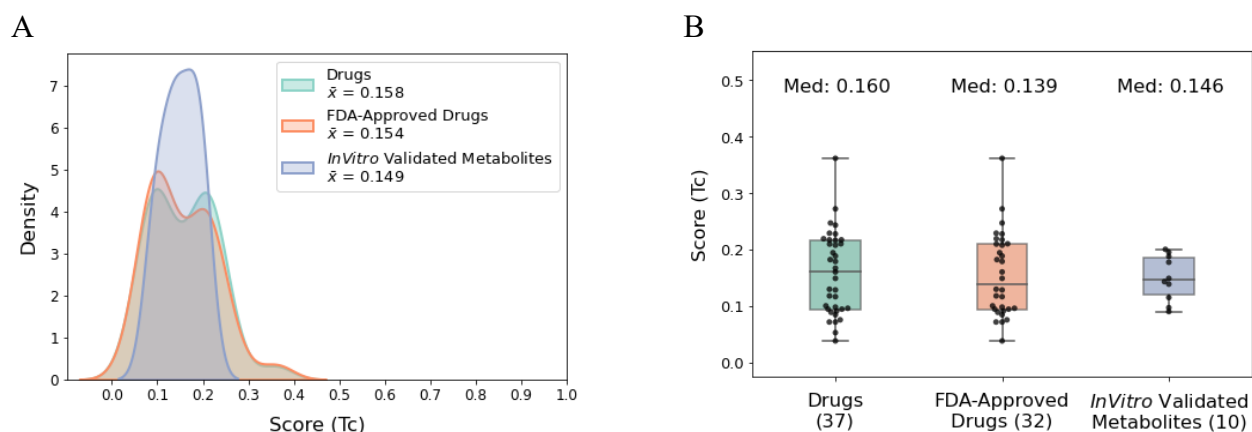 A
Density
7
6
5
4
3
2
1
0
0.0 0.1 0.2 0.3 0.4 0.5 0.6 0.7 0.8 0.9 1.0
Score (Tc)
Drugs
x̄ = 0.158
FDA-Approved Drugs
x̄ = 0.154
InVitro Validated Metabolites
x̄ = 0.149
B
Score (Tc)
0.5
0.4
0.3
0.2
0.1
0.0
Med: 0.160 Med: 0.139 Med: 0.146
Drugs
(37)
FDA-Approved
Drugs (32)
InVitro Validated
Metabolites (10)